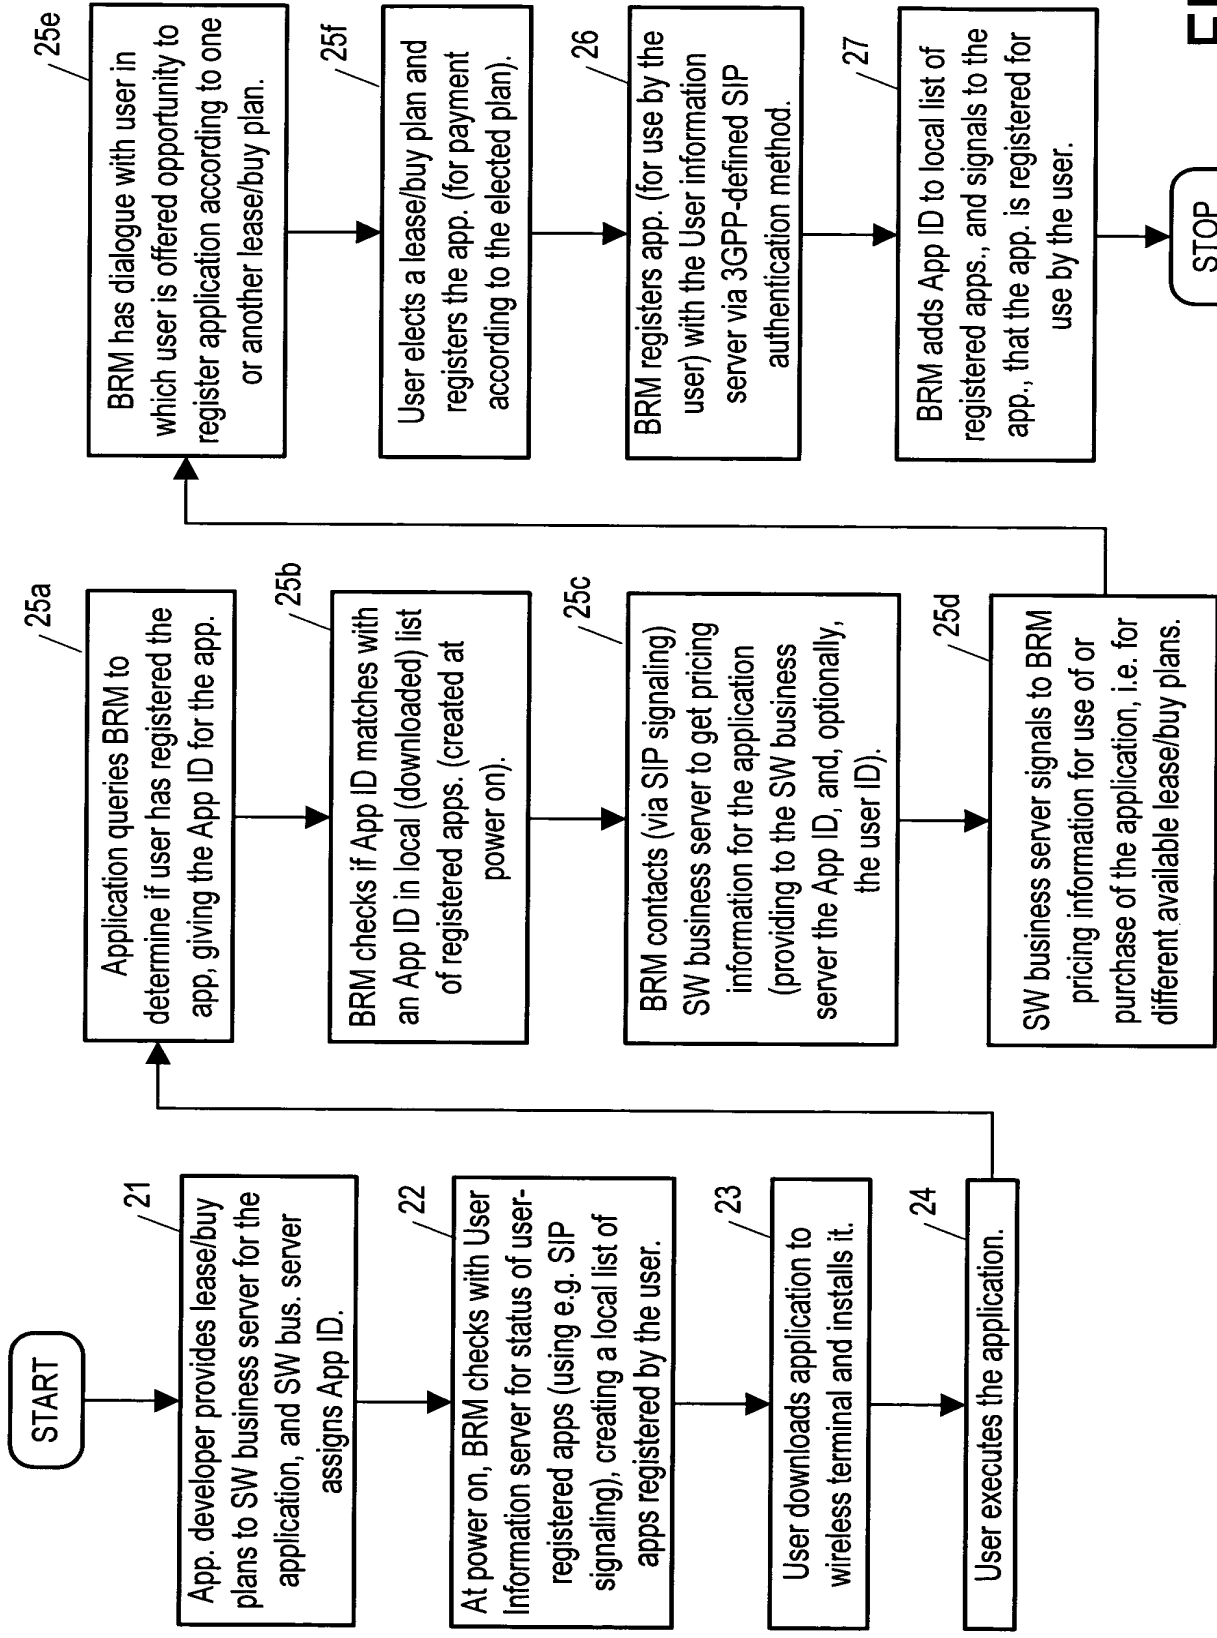 START
21
App. developer provides lease/buy
plans to SW business server for the
application, and SW bus. server
assigns App ID.
22
At power on, BRM checks with User
Information server for status of user-
registered apps (using e.g. SIP
signaling), creating a local list of
apps registered by the user.
23
User downloads application to
wireless terminal and installs it.
24
User executes the application.
25a
Application queries BRM to
determine if user has registered the
app, giving the App ID for the app.
25b
BRM checks if App ID matches with
an App ID in local (downloaded) list
of registered apps. (created at
power on).
25c
BRM contacts (via SIP signaling)
SW business server to get pricing
information for the application
(providing to the SW business
server the App ID, and, optionally,
the user ID).
25d
SW business server signals to BRM
pricing information for use of or
purchase of the application, i.e. for
different available lease/buy plans.
25e
BRM has dialogue with user in
which user is offered opportunity to
register application according to one
or another lease/buy plan.
25f
User elects a lease/buy plan and
registers the app. (for payment
according to the elected plan).
26
BRM registers app. (for use by the
user) with the User information
server via 3GPP-defined SIP
authentication method.
27
BRM adds App ID to local list of
registered apps., and signals to the
app., that the app. is registered for
use by the user.
STOP